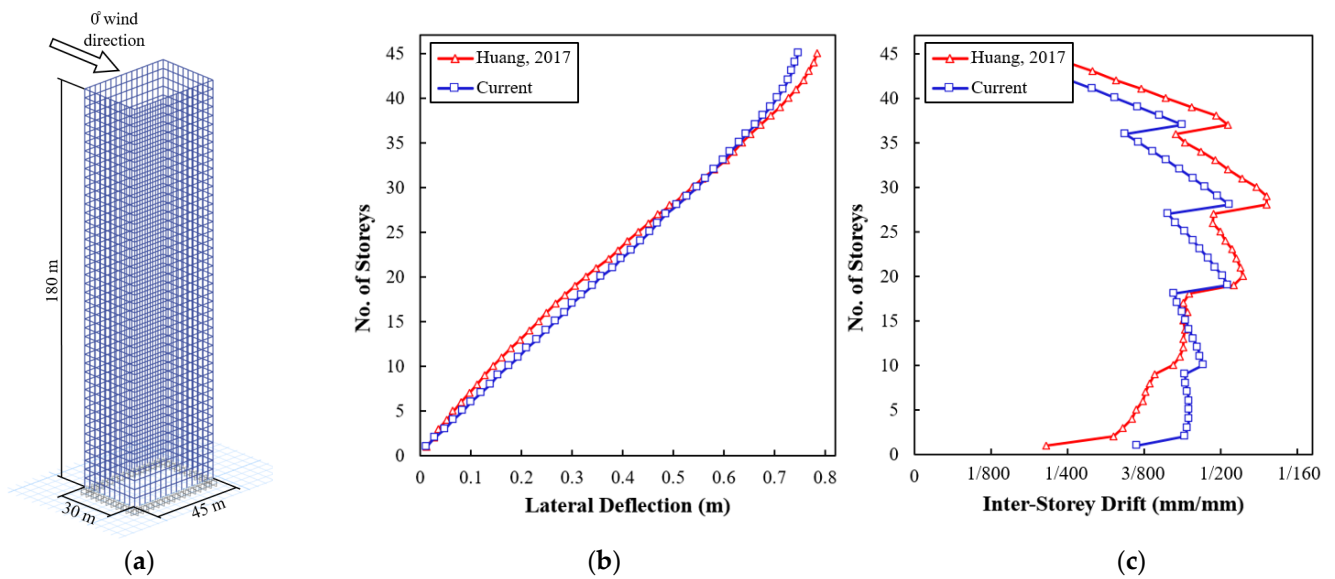 0° wind
direction
180 m
30 m
45 m
(a)
Huang, 2017
Current
No. of Storeys
45
40
35
30
25
20
15
10
5
0
0 0.1 0.2 0.3 0.4 0.5 0.6 0.7 0.8
Lateral Deflection (m)
(b)
Huang, 2017
Current
No. of Storeys
45
40
35
30
25
20
15
10
5
0
0 1/800 1/400 3/800 1/200 1/160
Inter-Storey Drift (mm/mm)
(c)